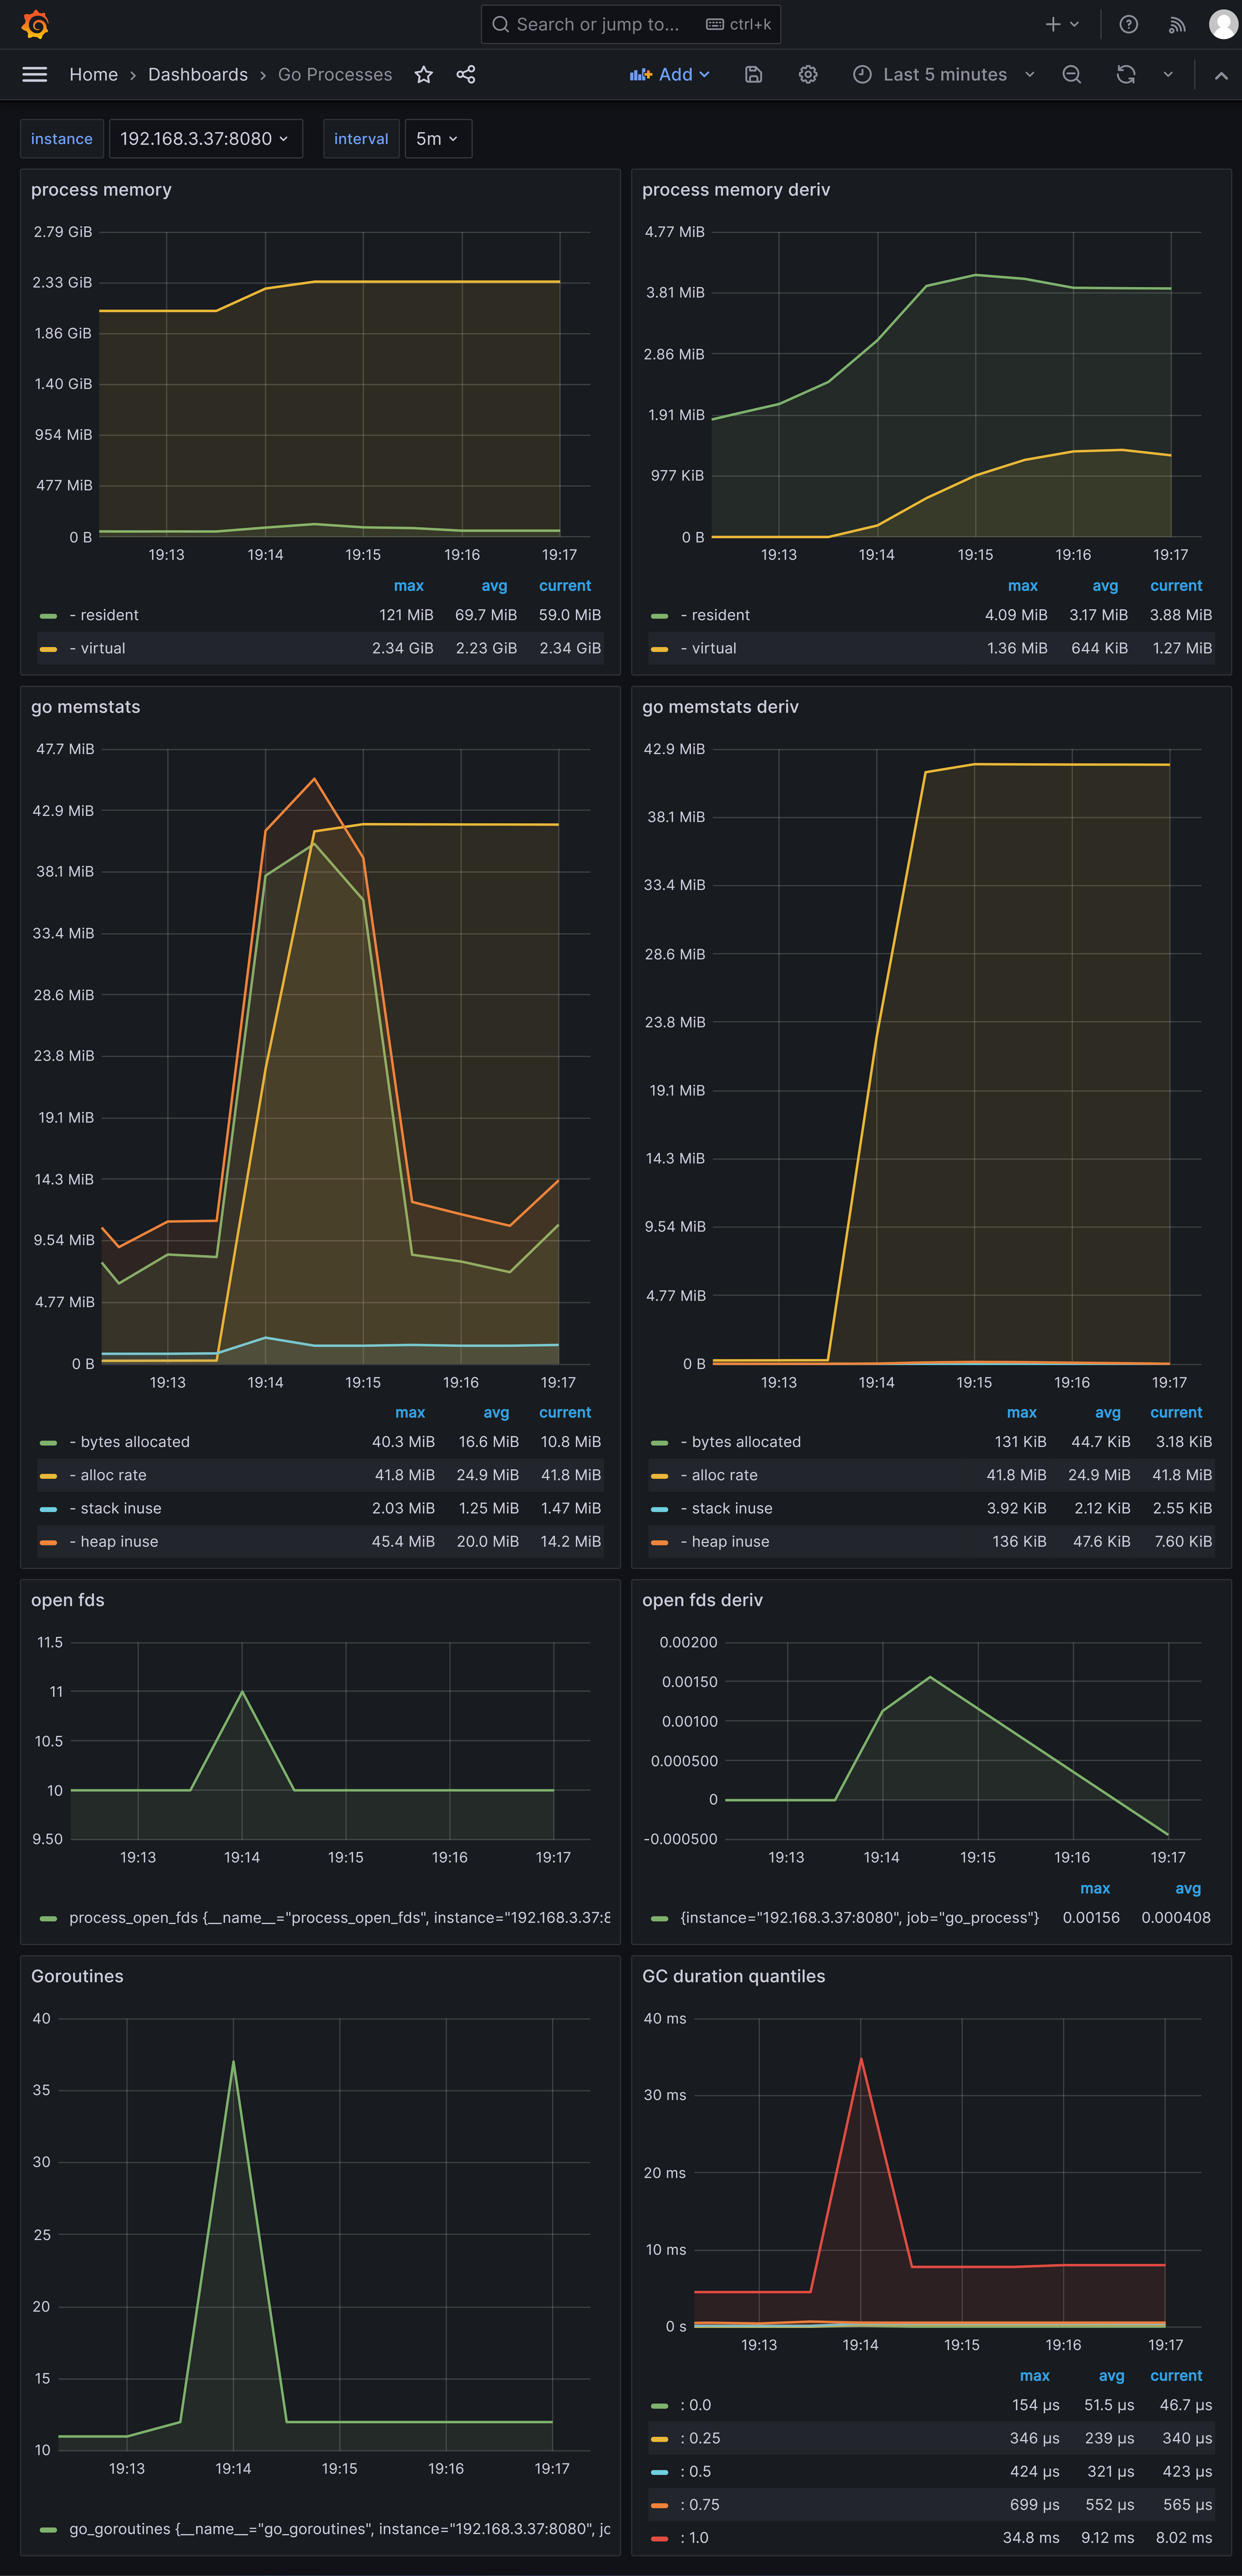 Search or jump to... ctrl+k
Home › Dashboards › Go Processes Add Last 5 minutes
instance 192.168.3.37:8080 interval 5m
process memory
2.79 GiB
2.33 GiB
1.86 GiB
1.40 GiB
954 MiB
477 MiB
0 B
19:13 19:14 19:15 19:16 19:17
max avg current
- resident 121 MiB 69.7 MiB 59.0 MiB
- virtual 2.34 GiB 2.23 GiB 2.34 GiB
process memory deriv
4.77 MiB
3.81 MiB
2.86 MiB
1.91 MiB
977 KiB
0 B
19:13 19:14 19:15 19:16 19:17
max avg current
- resident 4.09 MiB 3.17 MiB 3.88 MiB
- virtual 1.36 MiB 644 KiB 1.27 MiB
go memstats
47.7 MiB
42.9 MiB
38.1 MiB
33.4 MiB
28.6 MiB
23.8 MiB
19.1 MiB
14.3 MiB
9.54 MiB
4.77 MiB
0 B
19:13 19:14 19:15 19:16 19:17
max avg current
- bytes allocated 40.3 MiB 16.6 MiB 10.8 MiB
- alloc rate 41.8 MiB 24.9 MiB 41.8 MiB
- stack inuse 2.03 MiB 1.25 MiB 1.47 MiB
- heap inuse 45.4 MiB 20.0 MiB 14.2 MiB
go memstats deriv
42.9 MiB
38.1 MiB
33.4 MiB
28.6 MiB
23.8 MiB
19.1 MiB
14.3 MiB
9.54 MiB
4.77 MiB
0 B
19:13 19:14 19:15 19:16 19:17
max avg current
- bytes allocated 131 KiB 44.7 KiB 3.18 KiB
- alloc rate 41.8 MiB 24.9 MiB 41.8 MiB
- stack inuse 3.92 KiB 2.12 KiB 2.55 KiB
- heap inuse 136 KiB 47.6 KiB 7.60 KiB
open fds
11.5
11
10.5
10
9.50
19:13 19:14 19:15 19:16 19:17
process_open_fds {__name__="process_open_fds", instance="192.168.3.37:8
open fds deriv
0.00200
0.00150
0.00100
0.000500
0
-0.000500
19:13 19:14 19:15 19:16 19:17
max avg
{instance="192.168.3.37:8080", job="go_process"} 0.00156 0.000408
Goroutines
40
35
30
25
20
15
10
19:13 19:14 19:15 19:16 19:17
go_goroutines {__name__="go_goroutines", instance="192.168.3.37:8080", jo
GC duration quantiles
40 ms
30 ms
20 ms
10 ms
0 s
19:13 19:14 19:15 19:16 19:17
max avg current
: 0.0 154 µs 51.5 µs 46.7 µs
: 0.25 346 µs 239 µs 340 µs
: 0.5 424 µs 321 µs 423 µs
: 0.75 699 µs 552 µs 565 µs
: 1.0 34.8 ms 9.12 ms 8.02 ms